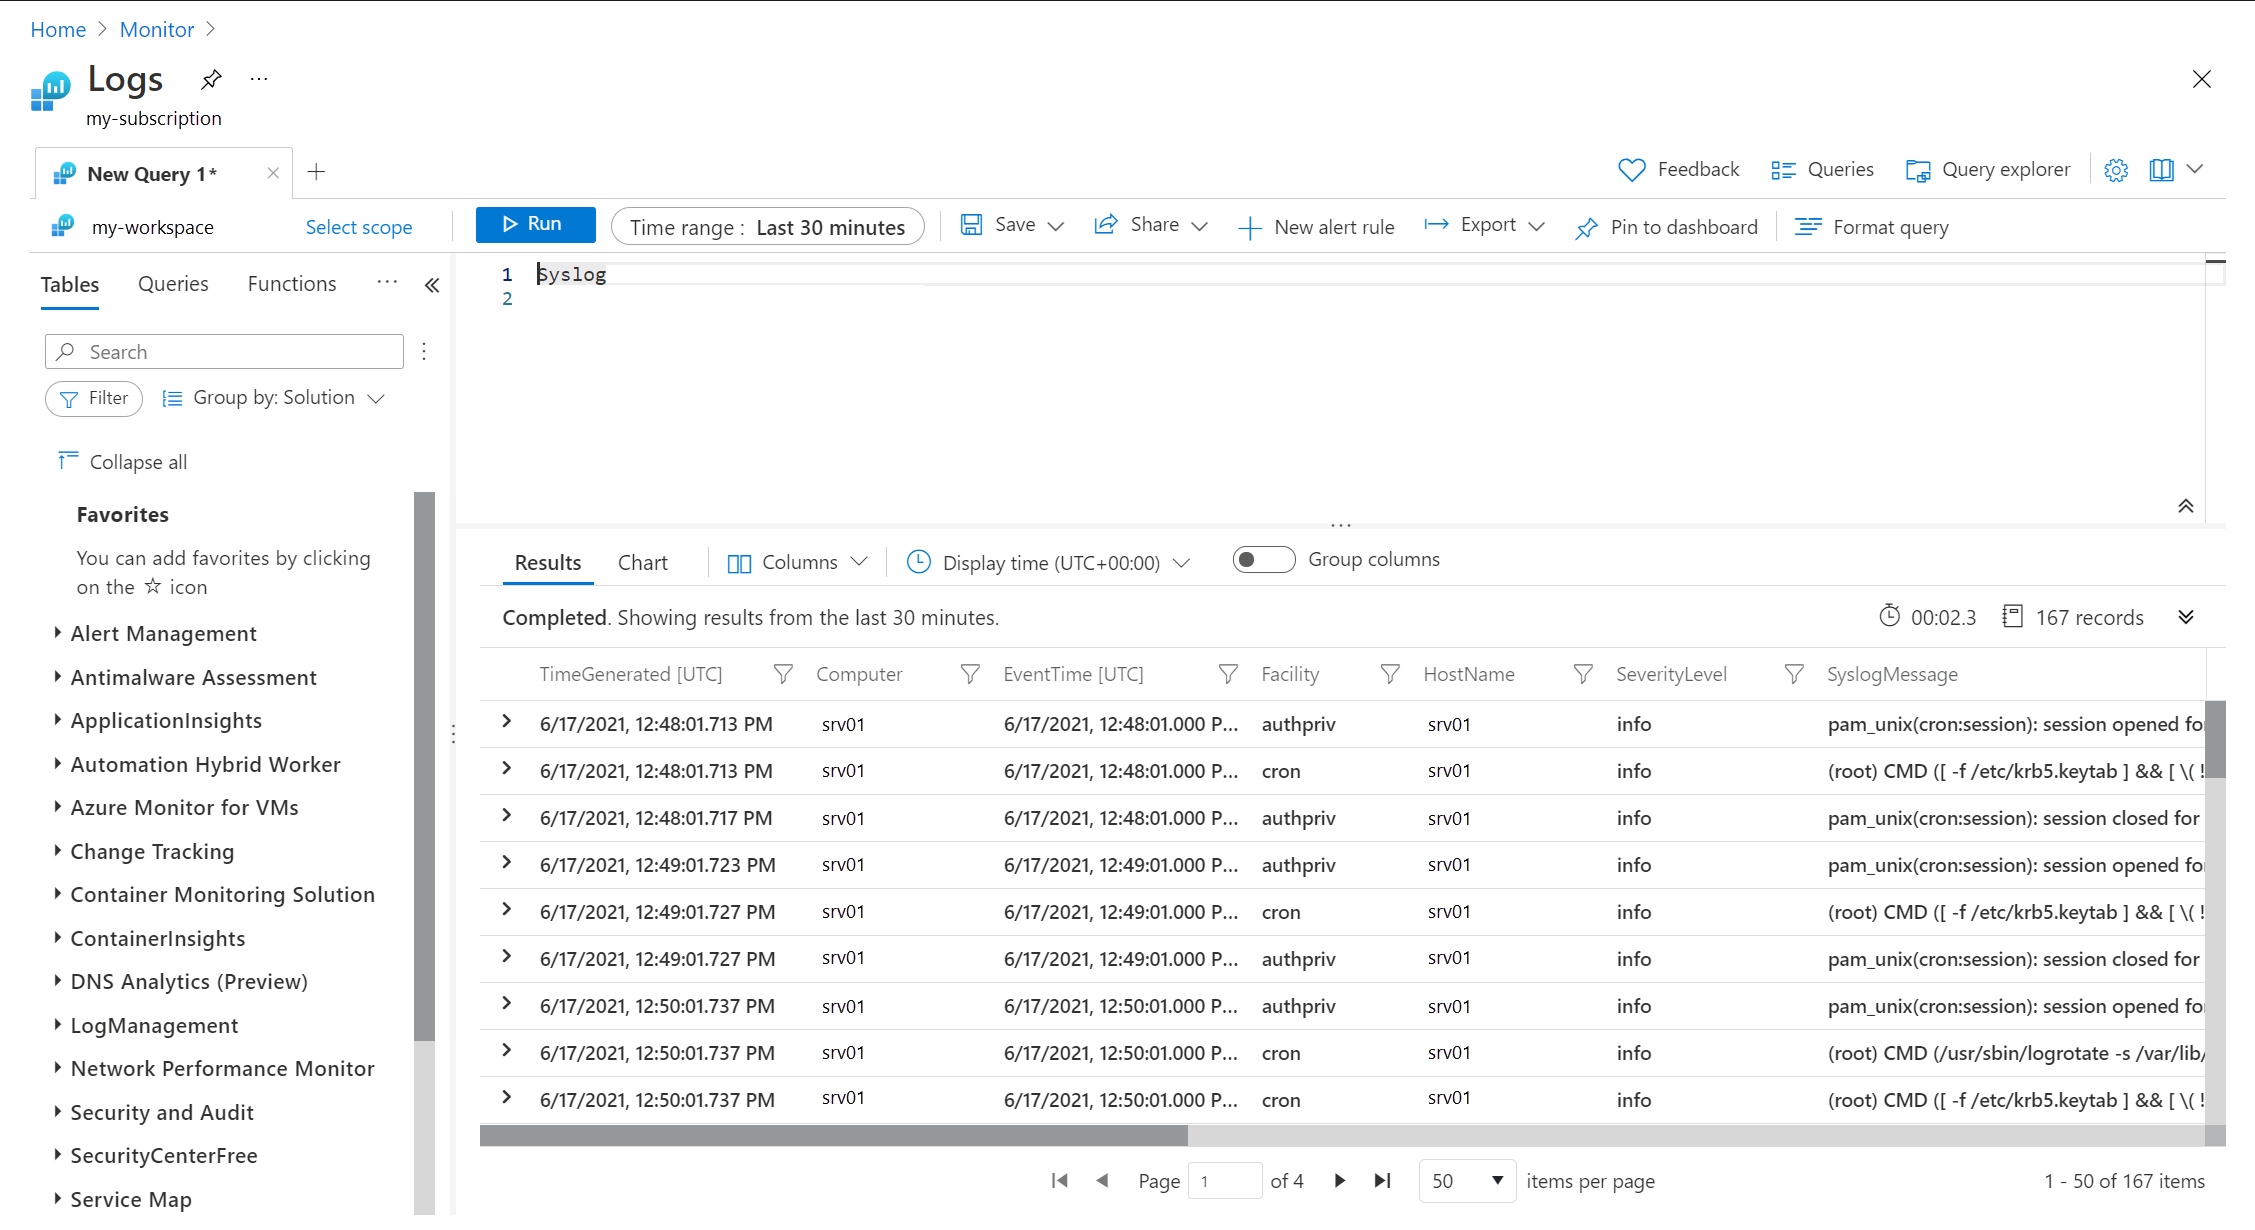 Home > Monitor >
Logs ...
my-subscription
New Query 1* × +
Feedback Queries Query explorer
my-workspace Select scope Run Time range : Last 30 minutes Save Share New alert rule Export Pin to dashboard Format query
Tables Queries Functions ... «
1 Syslog
2
Search
Filter Group by: Solution
Collapse all
Favorites
You can add favorites by clicking
on the ☆ icon
Alert Management
Antimalware Assessment
ApplicationInsights
Automation Hybrid Worker
Azure Monitor for VMs
Change Tracking
Container Monitoring Solution
ContainerInsights
DNS Analytics (Preview)
LogManagement
Network Performance Monitor
Security and Audit
SecurityCenterFree
Service Map
Results Chart Columns Display time (UTC+00:00) Group columns
Completed. Showing results from the last 30 minutes. 00:02.3 167 records
TimeGenerated [UTC] Computer EventTime [UTC] Facility HostName SeverityLevel SyslogMessage
6/17/2021, 12:48:01.713 PM srv01 6/17/2021, 12:48:01.000 P... authpriv srv01 info pam_unix(cron:session): session opened for
6/17/2021, 12:48:01.713 PM srv01 6/17/2021, 12:48:01.000 P... cron srv01 info (root) CMD ([ -f /etc/krb5.keytab ] && [ \( !
6/17/2021, 12:48:01.717 PM srv01 6/17/2021, 12:48:01.000 P... authpriv srv01 info pam_unix(cron:session): session closed for
6/17/2021, 12:49:01.723 PM srv01 6/17/2021, 12:49:01.000 P... authpriv srv01 info pam_unix(cron:session): session opened for
6/17/2021, 12:49:01.727 PM srv01 6/17/2021, 12:49:01.000 P... cron srv01 info (root) CMD ([ -f /etc/krb5.keytab ] && [ \( !
6/17/2021, 12:49:01.727 PM srv01 6/17/2021, 12:49:01.000 P... authpriv srv01 info pam_unix(cron:session): session closed for
6/17/2021, 12:50:01.737 PM srv01 6/17/2021, 12:50:01.000 P... authpriv srv01 info pam_unix(cron:session): session opened for
6/17/2021, 12:50:01.737 PM srv01 6/17/2021, 12:50:01.000 P... cron srv01 info (root) CMD (/usr/sbin/logrotate -s /var/lib/
6/17/2021, 12:50:01.737 PM srv01 6/17/2021, 12:50:01.000 P... cron srv01 info (root) CMD ([ -f /etc/krb5.keytab ] && [ \( !
Page 1 of 4 50 items per page 1 - 50 of 167 items